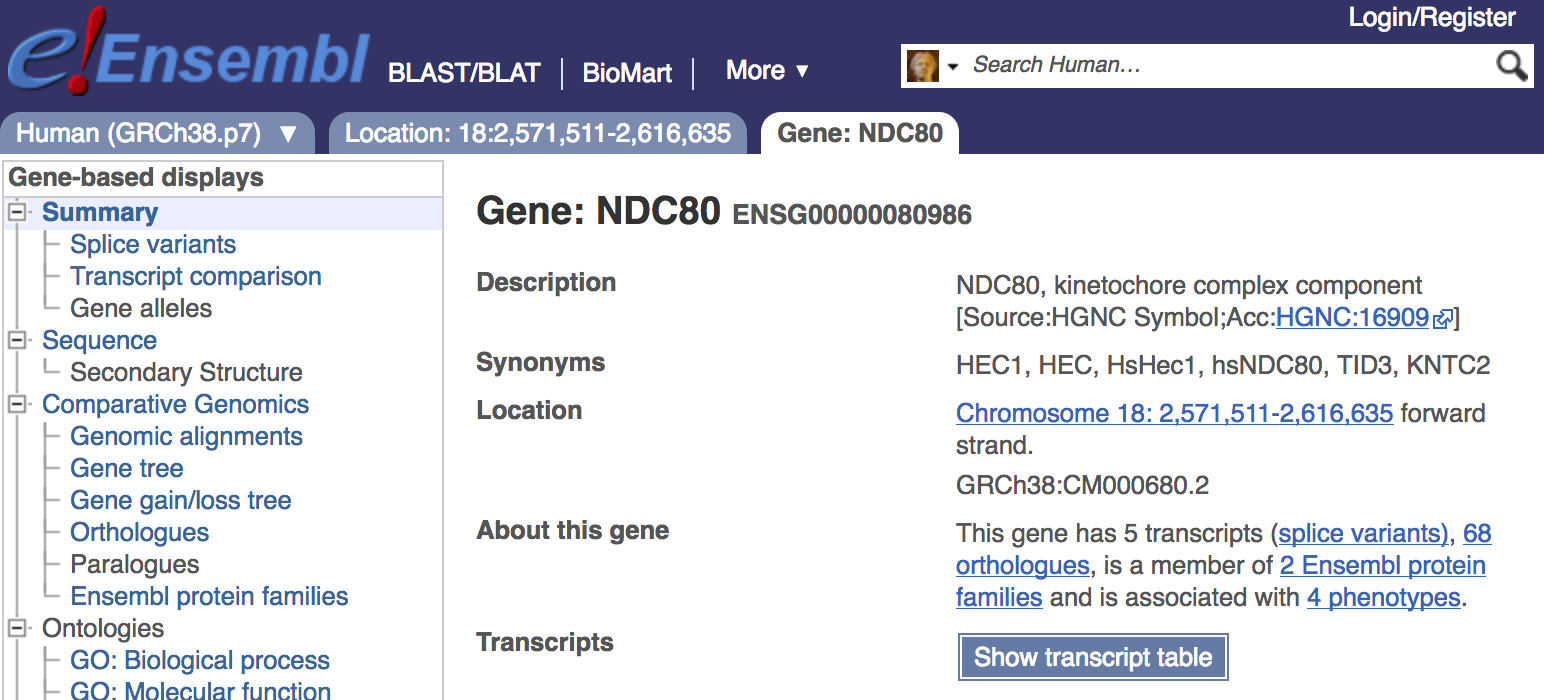 Login/Register
e!Ensembl BLAST/BLAT BioMart More ▼ Search Human...
Human (GRCh38.p7) ▼ Location: 18:2,571,511-2,616,635 Gene: NDC80
Gene-based displays
Summary
Splice variants
Transcript comparison
Gene alleles
Sequence
Secondary Structure
Comparative Genomics
Genomic alignments
Gene tree
Gene gain/loss tree
Orthologues
Paralogues
Ensembl protein families
Ontologies
GO: Biological process
GO: Molecular function
Gene: NDC80 ENSG00000080986
Description
NDC80, kinetochore complex component
[Source:HGNC Symbol;Acc:HGNC:16909]
Synonyms
HEC1, HEC, HsHec1, hsNDC80, TID3, KNTC2
Location
Chromosome 18: 2,571,511-2,616,635 forward
strand.
GRCh38:CM000680.2
About this gene
This gene has 5 transcripts (splice variants), 68
orthologues, is a member of 2 Ensembl protein
families and is associated with 4 phenotypes.
Transcripts
Show transcript table